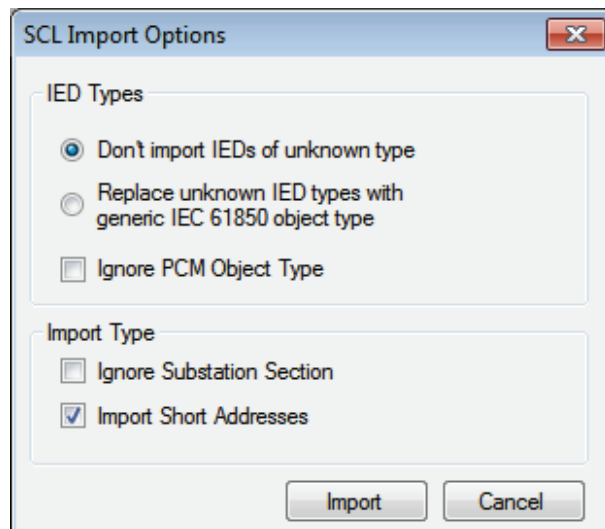 SCL Import Options
IED Types
Don't import IEDs of unknown type
Replace unknown IED types with
generic IEC 61850 object type
Ignore PCM Object Type
Import Type
Ignore Substation Section
Import Short Addresses
Import
Cancel